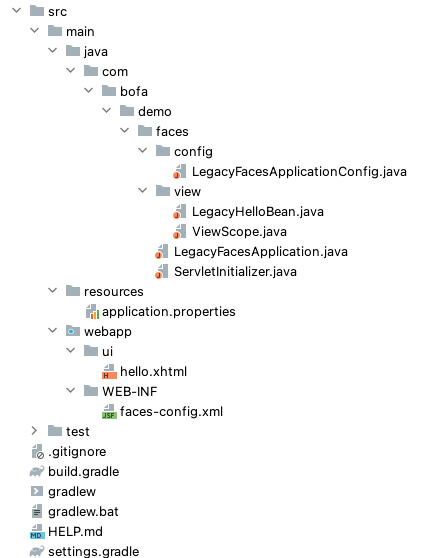 src
main
java
com
bofa
demo
faces
config
LegacyFacesApplicationConfig.java
view
LegacyHelloBean.java
ViewScope.java
LegacyFacesApplication.java
ServletInitializer.java
resources
application.properties
webapp
ui
H hello.xhtml
WEB-INF
JSF faces-config.xml
test
.gitignore
build.gradle
gradlew
gradlew.bat
MD HELP.md
settings.gradle